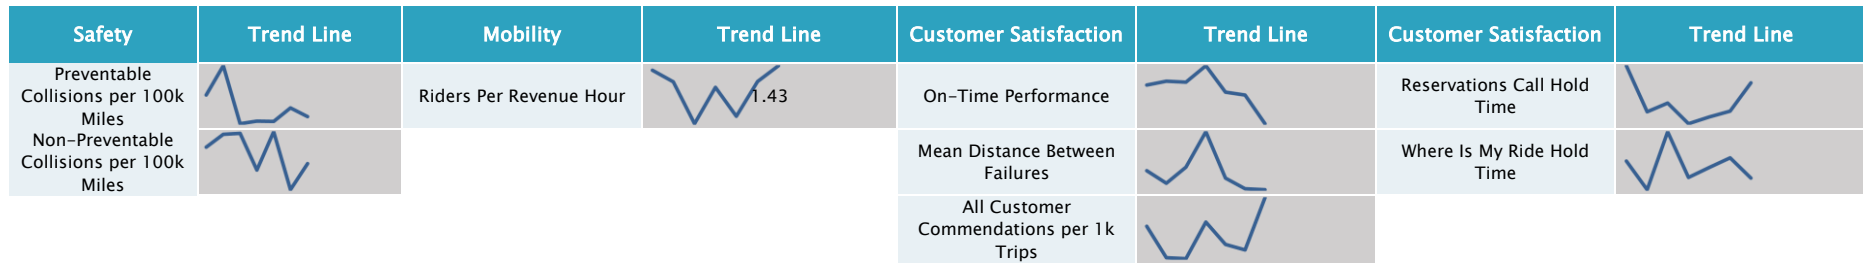 Safety
Trend Line
Mobility
Trend Line
Customer Satisfaction
Trend Line
Customer Satisfaction
Trend Line
Preventable
Collisions per 100k
Miles
Riders Per Revenue Hour
1.43
On-Time Performance
Reservations Call Hold
Time
Non-Preventable
Collisions per 100k
Miles
Mean Distance Between
Failures
Where Is My Ride Hold
Time
All Customer
Commendations per 1k
Trips